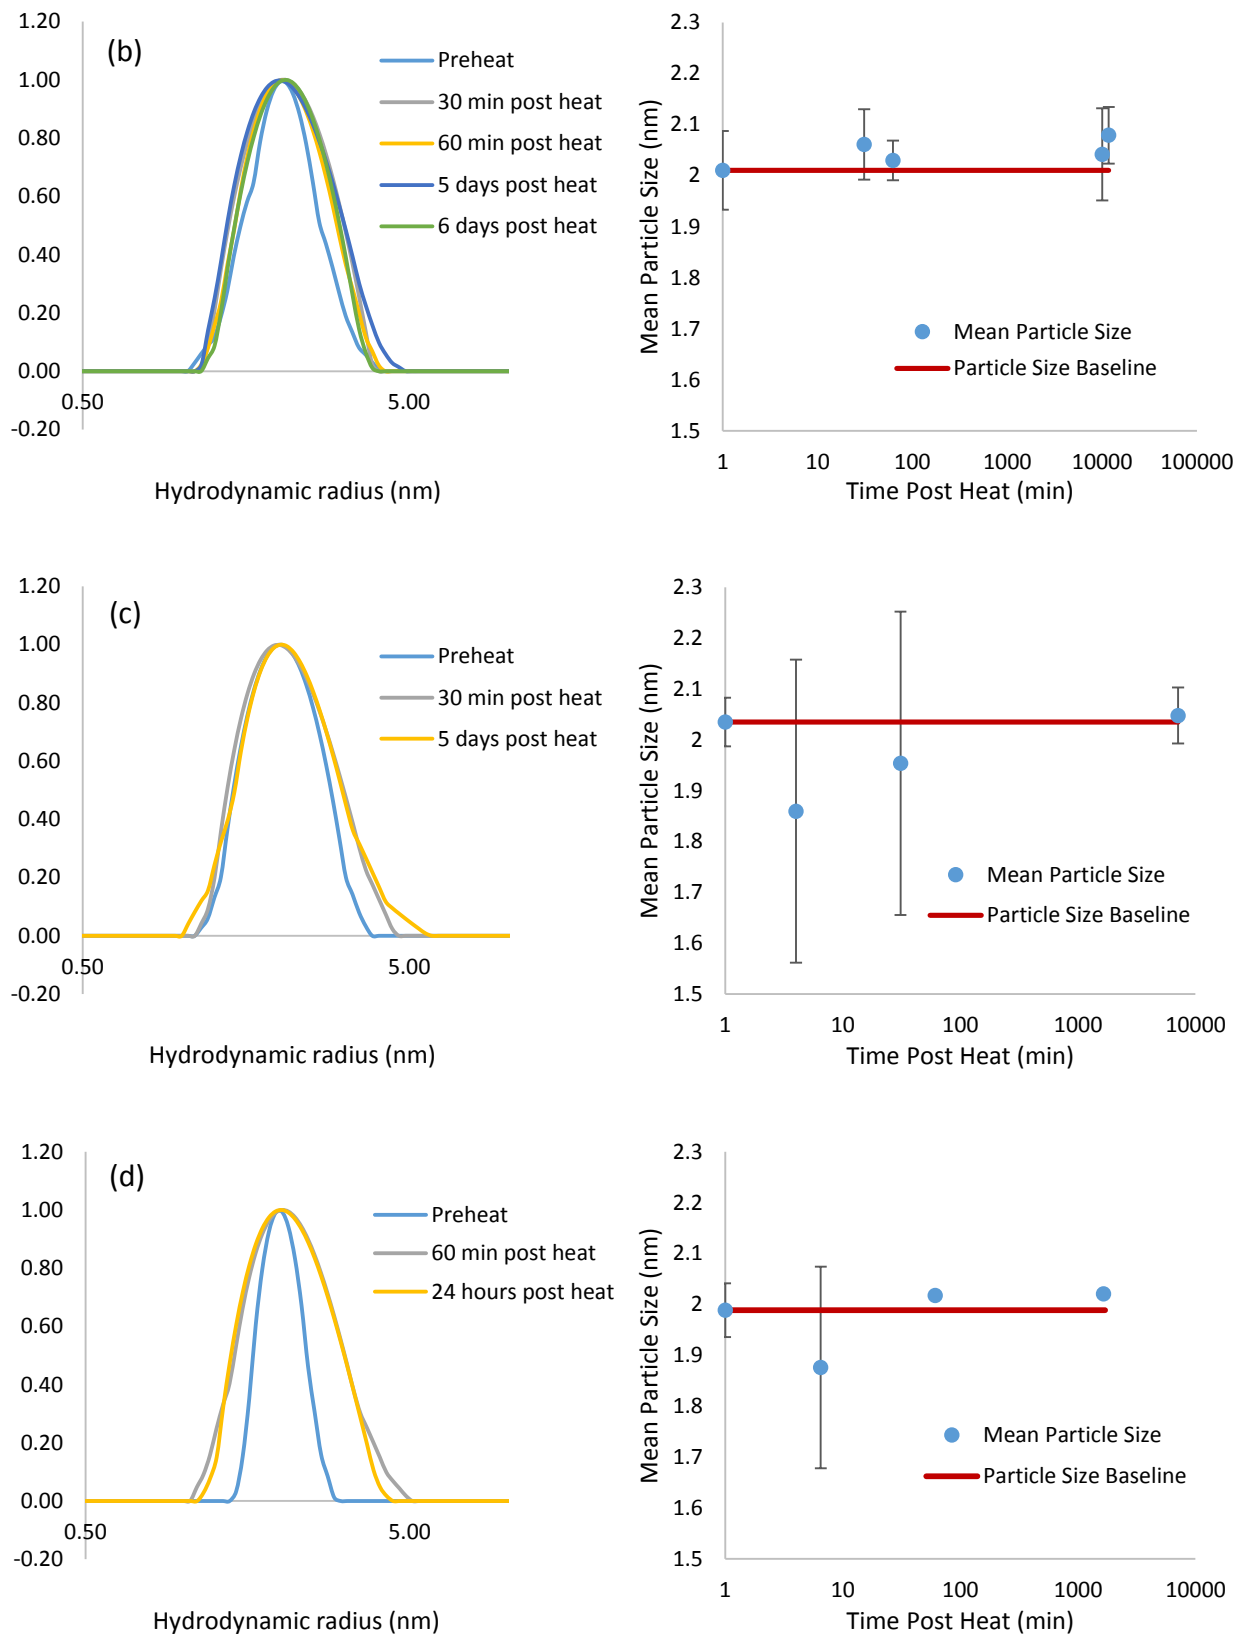 (b)
1.20
1.00
0.80
0.60
0.40
0.20
0.00
-0.20
0.50
5.00
Hydrodynamic radius (nm)
Preheat
30 min post heat
60 min post heat
5 days post heat
6 days post heat
Mean Particle Size (nm)
2.3
2.2
2.1
2
1.9
1.8
1.7
1.6
1.5
1 10 100 1000 10000 100000
Time Post Heat (min)
Mean Particle Size
Particle Size Baseline
(c)
1.20
1.00
0.80
0.60
0.40
0.20
0.00
-0.20
0.50
5.00
Hydrodynamic radius (nm)
Preheat
30 min post heat
5 days post heat
Mean Particle Size (nm)
2.3
2.2
2.1
2
1.9
1.8
1.7
1.6
1.5
1 10 100 1000 10000
Time Post Heat (min)
Mean Particle Size
Particle Size Baseline
(d)
1.20
1.00
0.80
0.60
0.40
0.20
0.00
-0.20
0.50
5.00
Hydrodynamic radius (nm)
Preheat
60 min post heat
24 hours post heat
Mean Particle Size (nm)
2.3
2.2
2.1
2
1.9
1.8
1.7
1.6
1.5
1 10 100 1000 10000
Time Post Heat (min)
Mean Particle Size
Particle Size Baseline